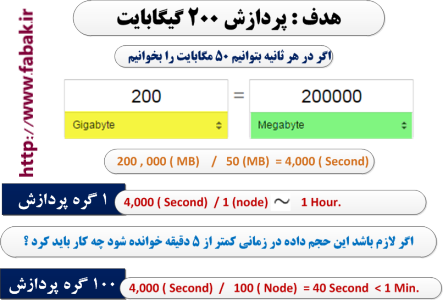 هدف : پردازش ۲۰۰ گیگابایت
اگر در هر ثانیه بتوانیم ۵۰ مگابایت را بخوانیم
200 = 200000
Gigabyte Megabyte
200 , 000 ( MB) / 50 (MB) = 4,000 ( Second)
۱ گره پردازش 4,000 ( Second) / 1 (node) ~ 1 Hour.
اگر لازم باشد این حجم داده در زمانی کمتر از ۵ دقیقه خوانده شود چه کار باید کرد ؟
۱۰۰ گره پردازش 4,000 ( Second) / 100 ( Node) = 40 Second < 1 Min.
http://www.fabak.ir